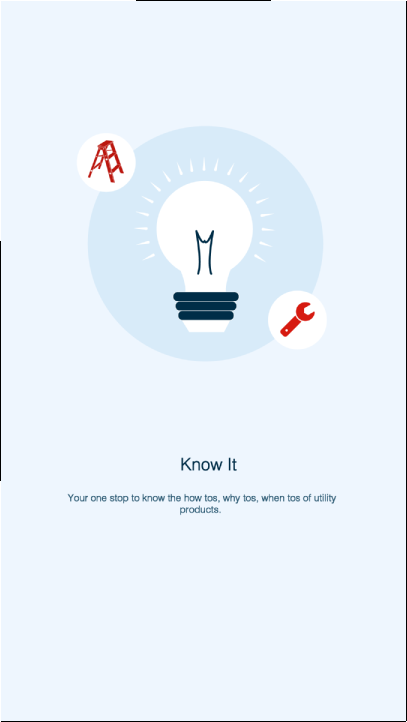 Know It
Your one stop to know the how tos, why tos, when tos of utility
products.